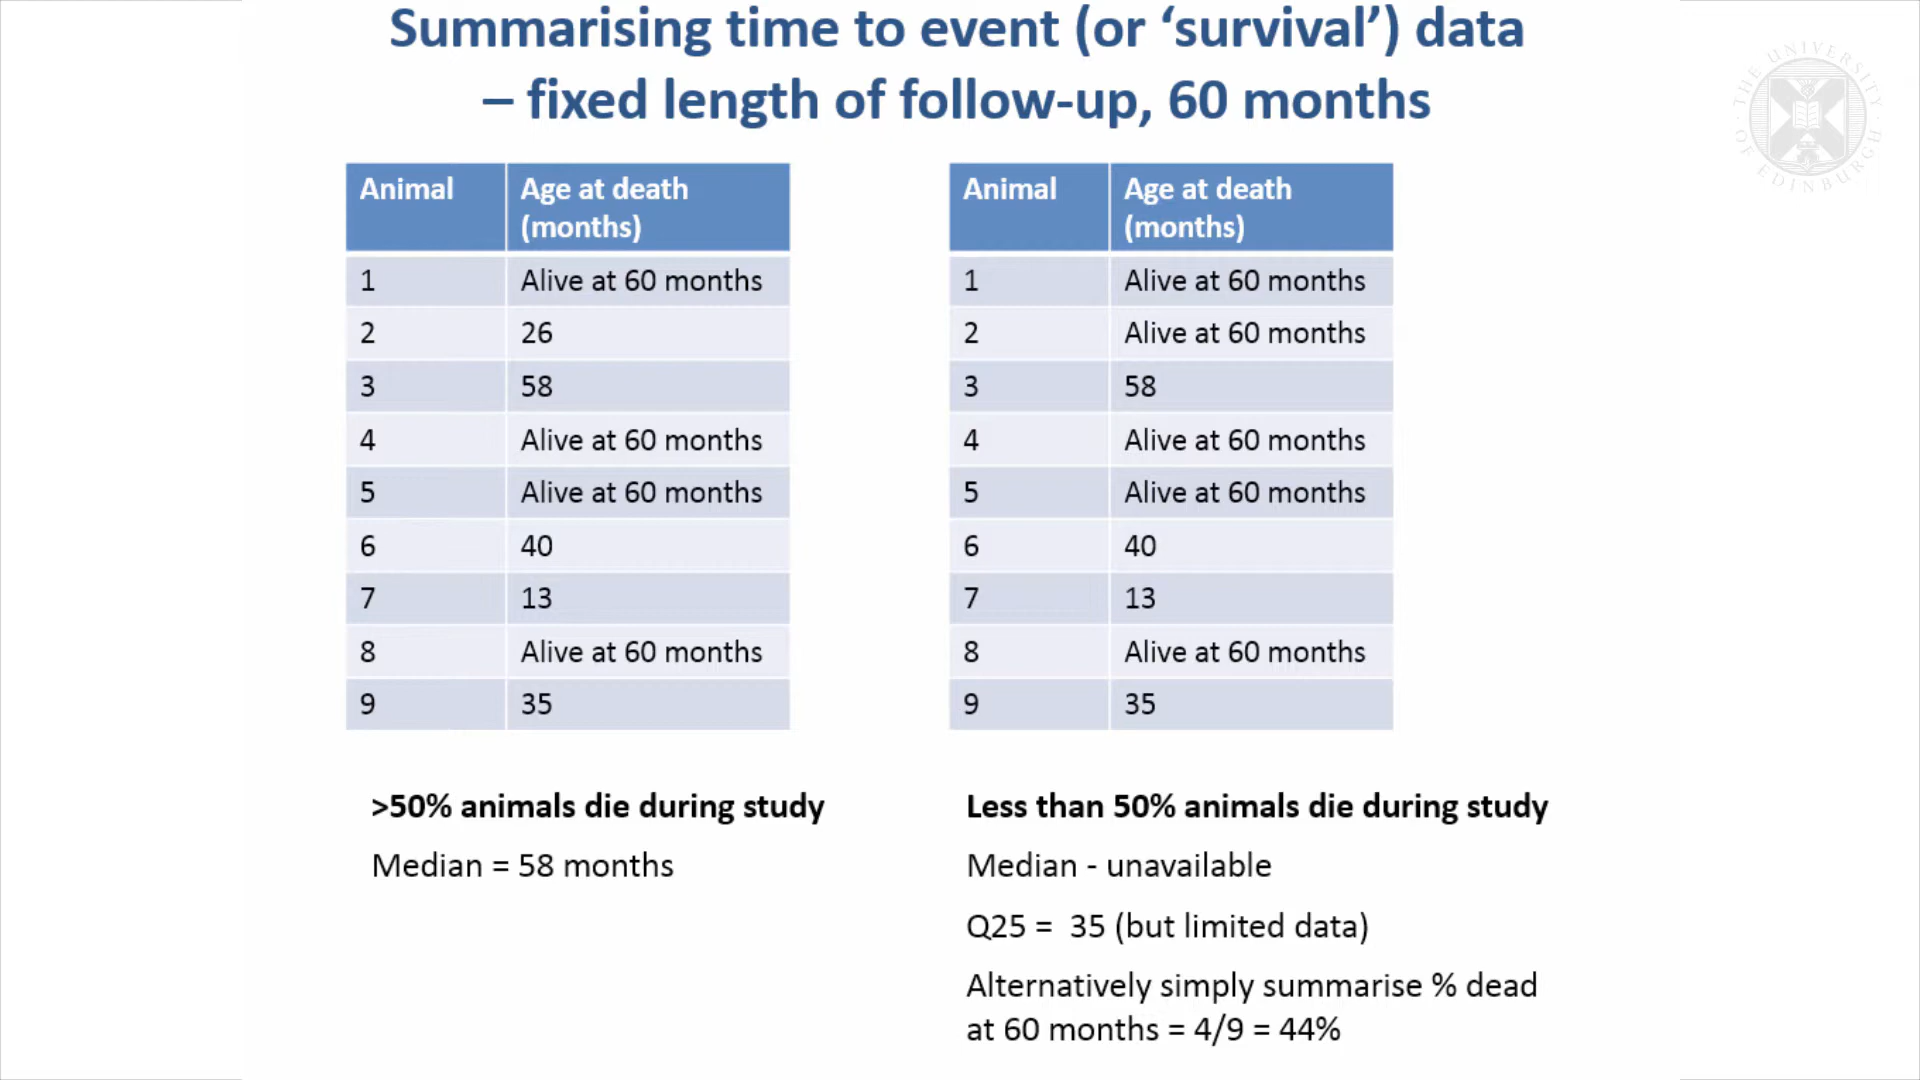 Summarising time to event (or ‘survival’) data
– fixed length of follow-up, 60 months
THE UNIVERSITY OF EDINBURGH
Animal Age at death
(months)
1 Alive at 60 months
2 26
3 58
4 Alive at 60 months
5 Alive at 60 months
6 40
7 13
8 Alive at 60 months
9 35
>50% animals die during study
Median = 58 months
Animal Age at death
(months)
1 Alive at 60 months
2 Alive at 60 months
3 58
4 Alive at 60 months
5 Alive at 60 months
6 40
7 13
8 Alive at 60 months
9 35
Less than 50% animals die during study
Median - unavailable
Q25 =  35 (but limited data)
Alternatively simply summarise % dead
at 60 months = 4/9 = 44%